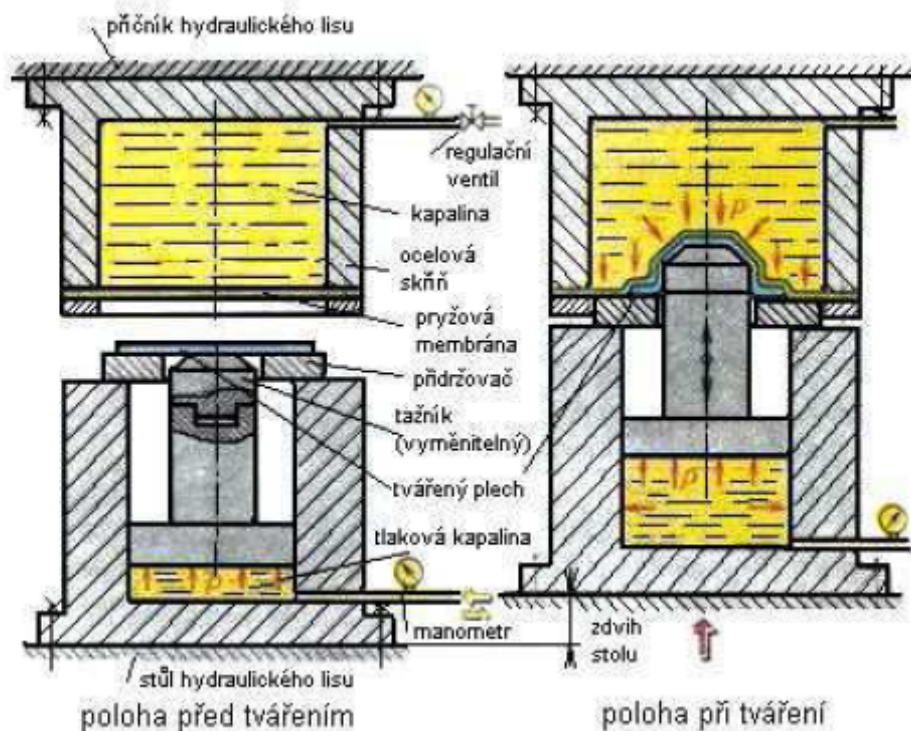 příčník hydraulického lisu
regulační
ventil
kapalina
p
ocelová
skříň
pryžová
membrána
přidržovač
tažník
(vyměnitelný)
tvářený plech
p
tlaková kapalina
p
manometr
zdvih
stolu
stůl hydraulického lisu
poloha před tvářením
poloha při tváření